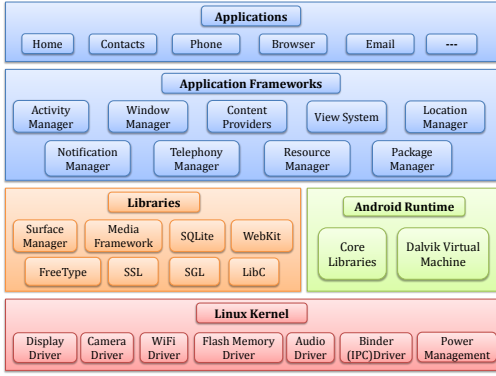 Applications
Home Contacts Phone Browser Email ---
Application Frameworks
Activity Manager
Window Manager
Content Providers
View System
Location Manager
Notification Manager
Telephony Manager
Resource Manager
Package Manager
Libraries
Surface Manager
Media Framework
SQLite
WebKit
FreeType
SSL
SGL
LibC
Android Runtime
Core Libraries
Dalvik Virtual Machine
Linux Kernel
Display Driver
Camera Driver
WiFi Driver
Flash Memory Driver
Audio Driver
Binder (IPC)Driver
Power Management